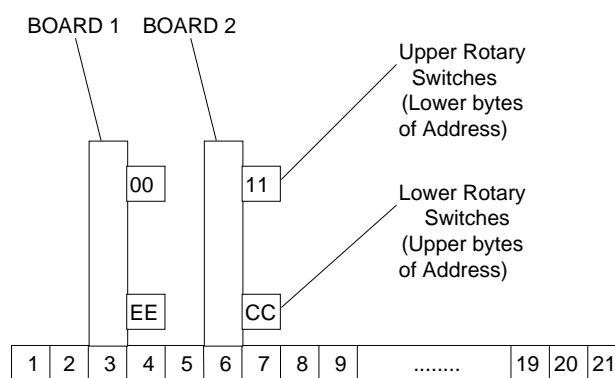 BOARD 1 BOARD 2
Upper Rotary
Switches
(Lower bytes
of Address)
00 11
Lower Rotary
Switches
(Upper bytes
of Address)
EE CC
1 2 3 4 5 6 7 8 9 ........ 19 20 21